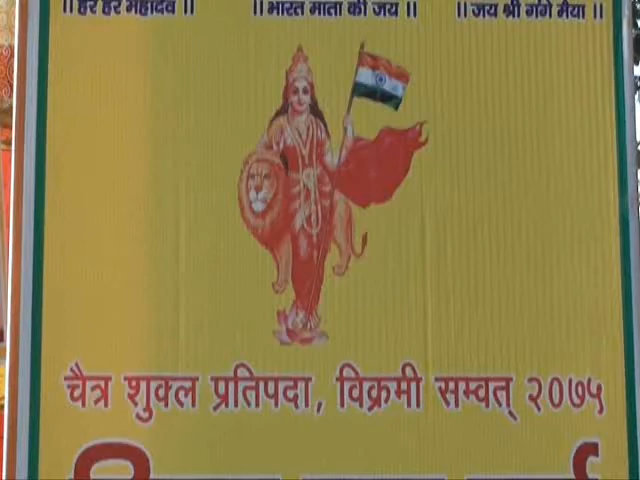 ॥ हर हर महादेव ॥ ॥ भारत माता की जय ॥ ॥ जय श्री गंगे मैया ॥
चैत्र शुक्ल प्रतिपदा, विक्रमी सम्वत् २०७५